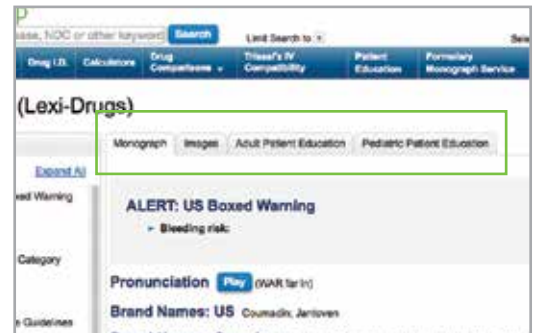 P
ease, NDC or other keyword Search Limit Search to
Drug I.D. Calculators Drug Comparisons Trissel's IV Compatibility Patient Education Formulary Monograph Service
(Lexi-Drugs)
Monograph Images Adult Patient Education Pediatric Patient Education
Expand All
xed Warning
ALERT: US Boxed Warning
Bleeding risk:
Category
Pronunciation Play (WAR far in)
Brand Names: US Coumadin; Jantoven
e Guidelines